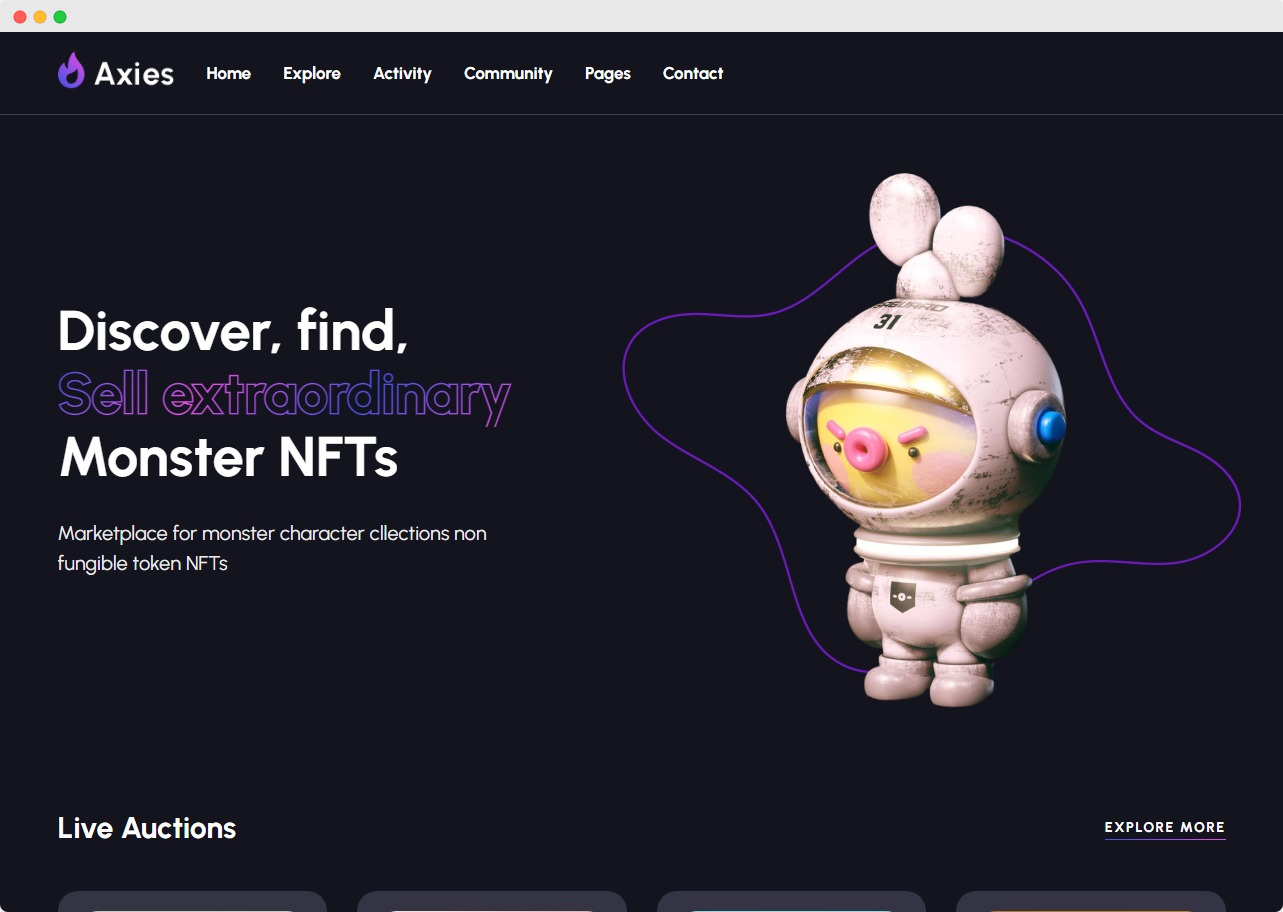 Axies
Home Explore Activity Community Pages Contact
31
Discover, find,
Sell extraordinary
Monster NFTs
Marketplace for monster character cllections non
fungible token NFTs
Live Auctions
EXPLORE MORE